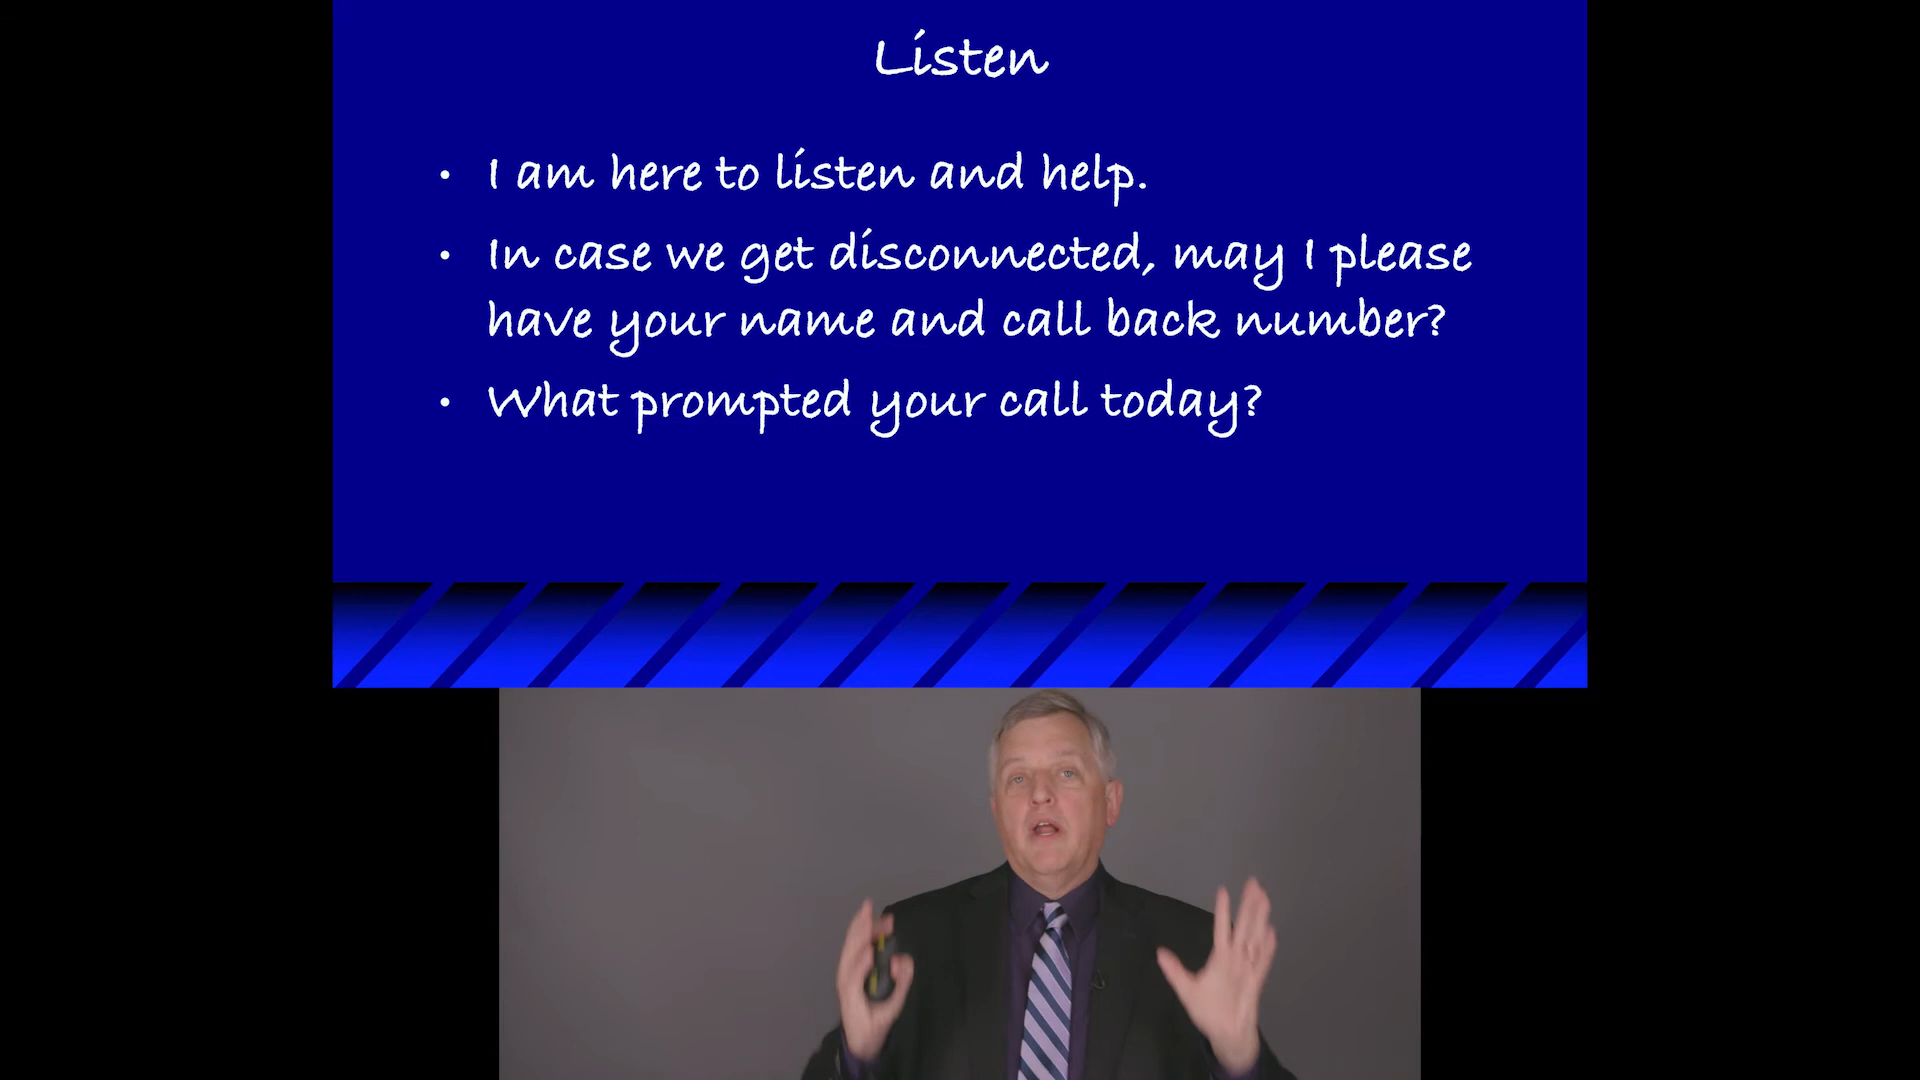 Listen
• I am here to listen and help.
• In case we get disconnected, may I please
have your name and call back number?
• What prompted your call today?